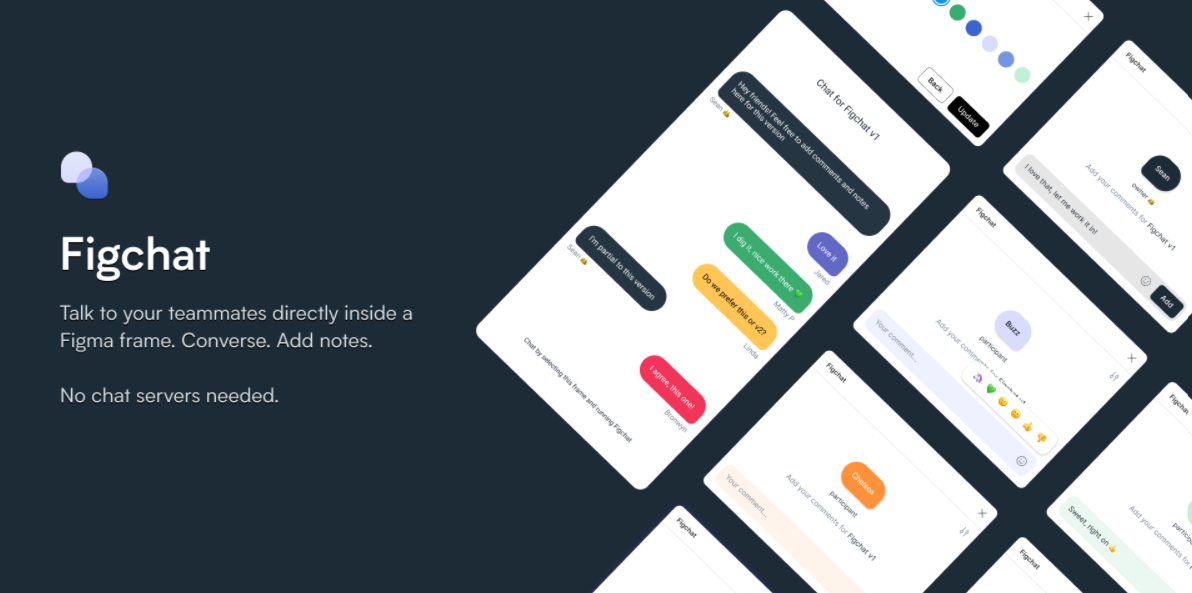 Figchat
Talk to your teammates directly inside a
Figma frame. Converse. Add notes.
No chat servers needed.
Chat for Figchat v1
Hey friends! Feel free to add comments and notes
here for this version
Sean
Love it
Jared
I dig it, nice work there 💚
Matty P
Do we prefer this or v2?
Linda
I'm partial to this version
Sean
I agree, this one!
Bronwyn
Chat by selecting this frame and running Figchat
Back
Update
Figchat
Sean
owner
Add your comments for Figchat v1
I love that, let me work it in!
Add
Figchat
Buzz
participant
Add your comments for
Your comment...
Figchat
Chelsea
participant
Add your comments for Figchat v1
Your comment...
Figchat
Add your comments for
Sweet, right on 👍
Figchat
Figchat